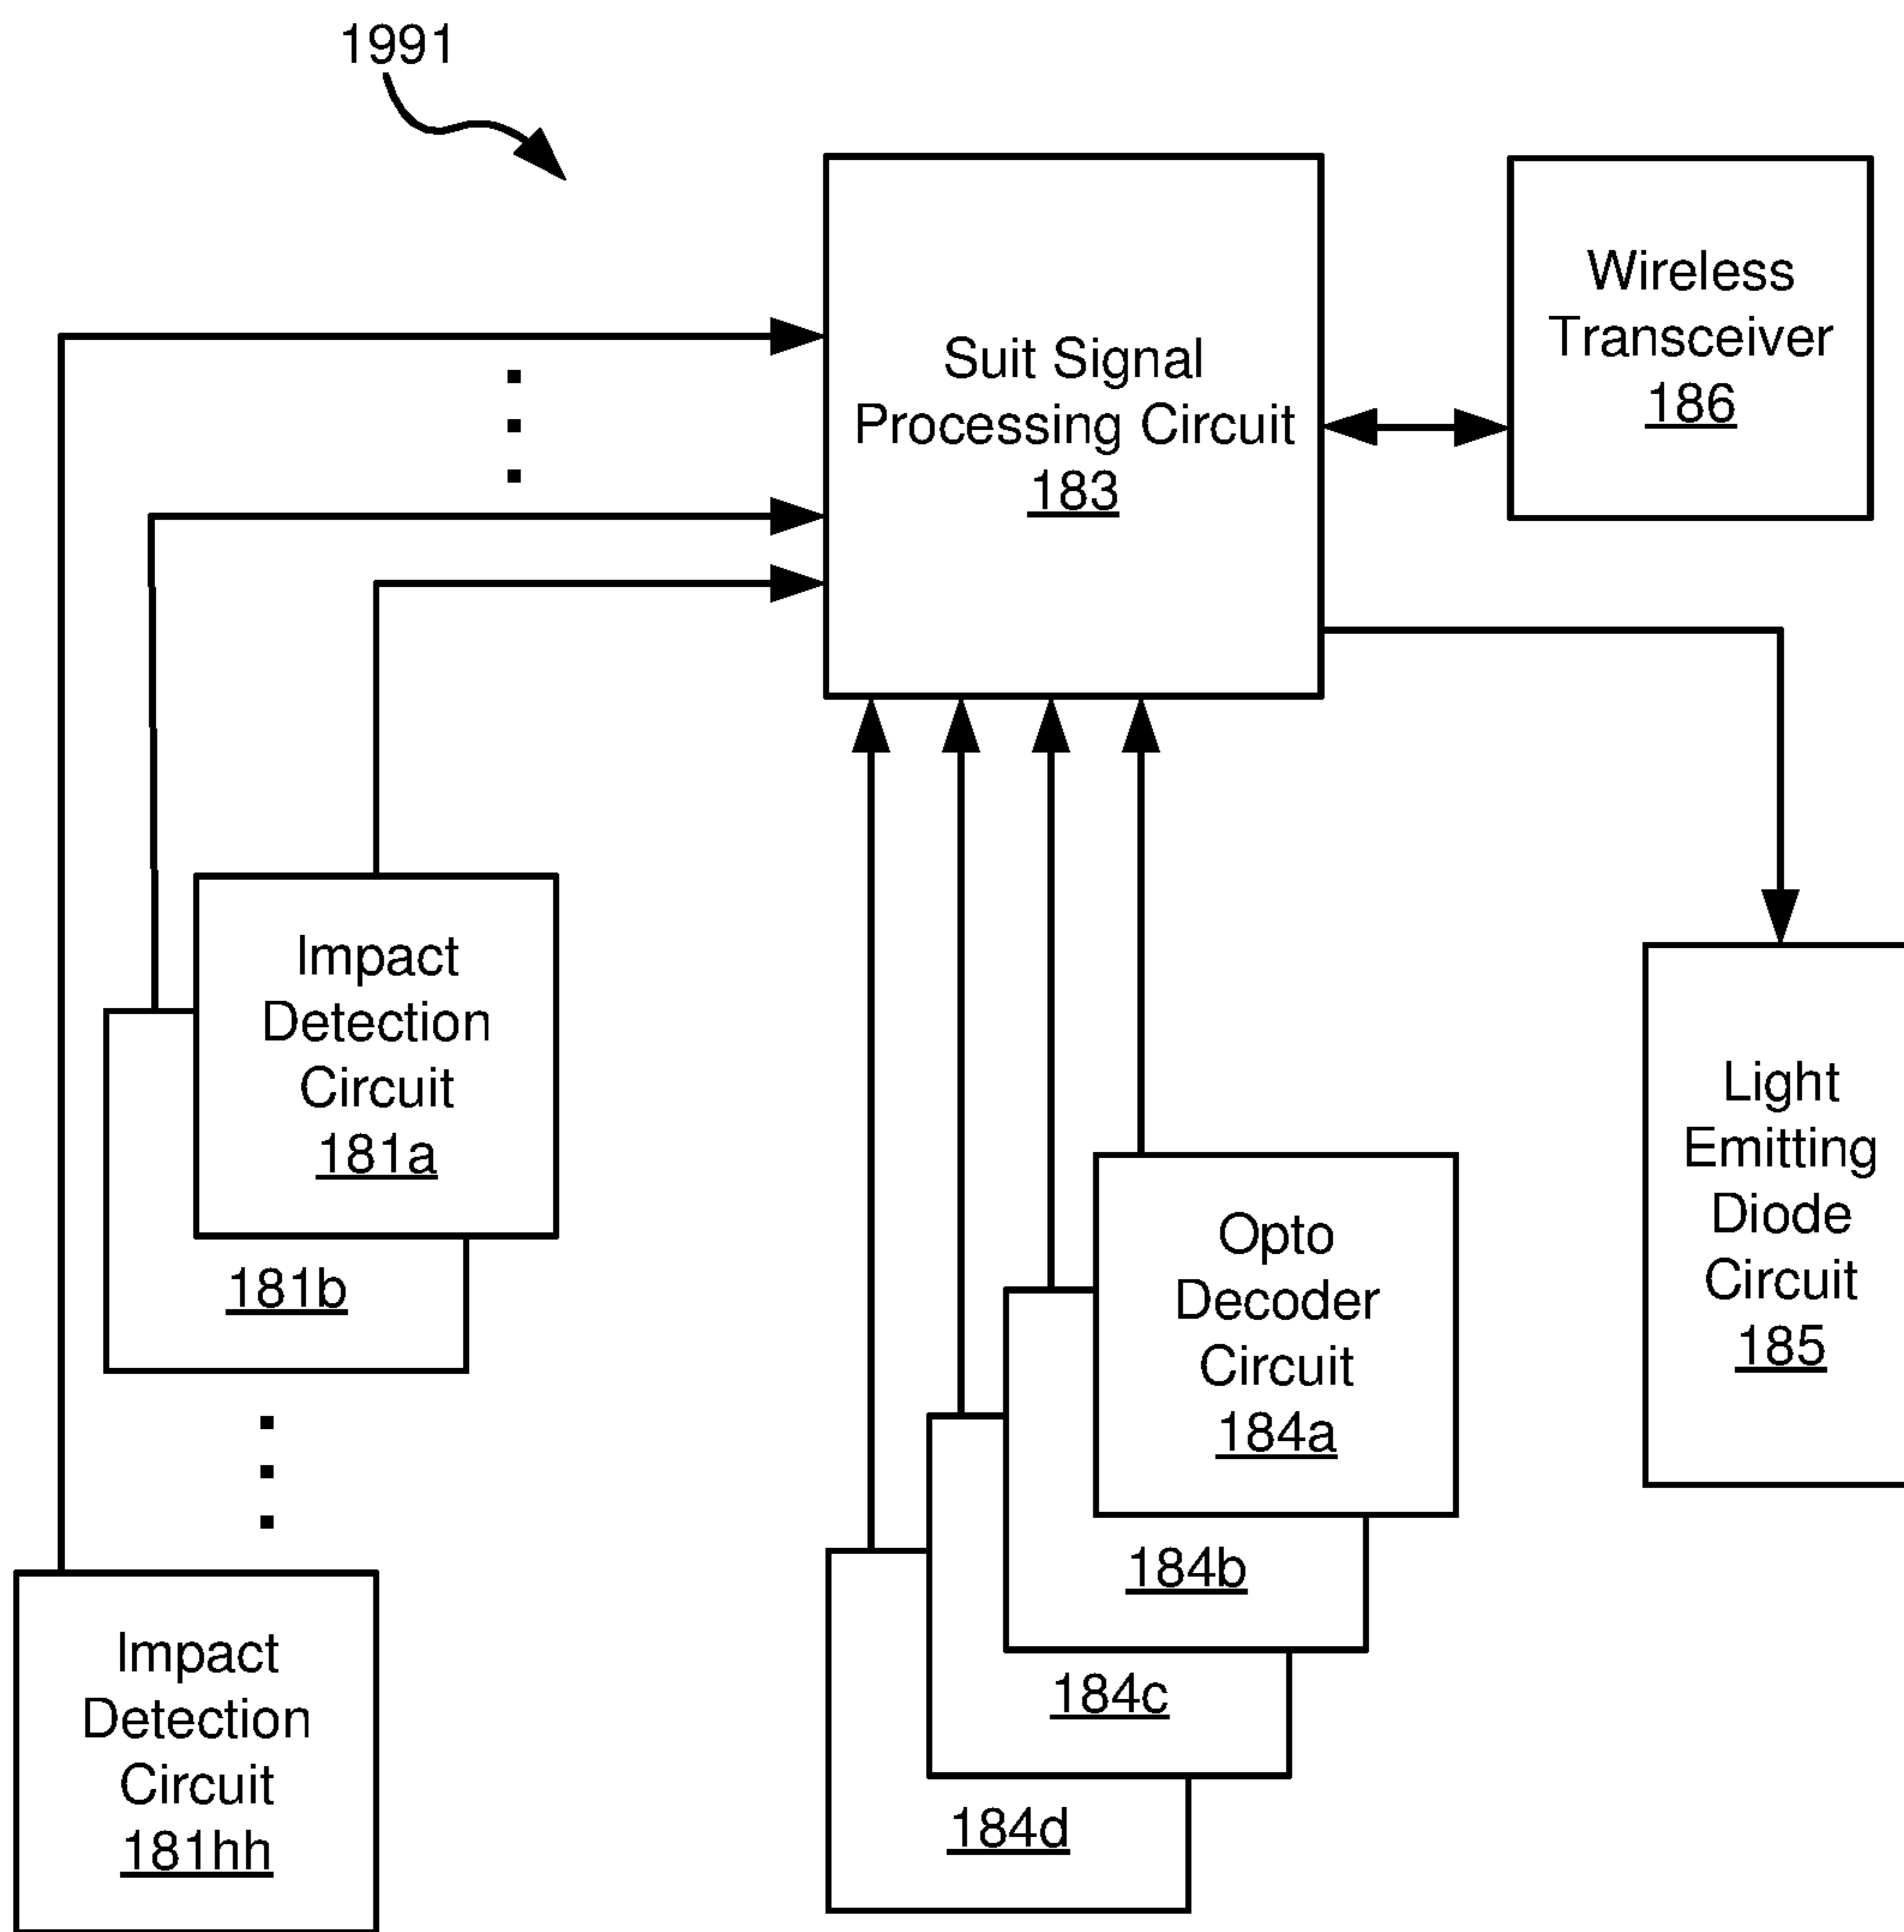 1991
Suit Signal
Processing Circuit
183
Wireless
Transceiver
186
Impact
Detection
Circuit
181a
181b
Impact
Detection
Circuit
181hh
Opto
Decoder
Circuit
184a
184b
184c
184d
Light
Emitting
Diode
Circuit
185